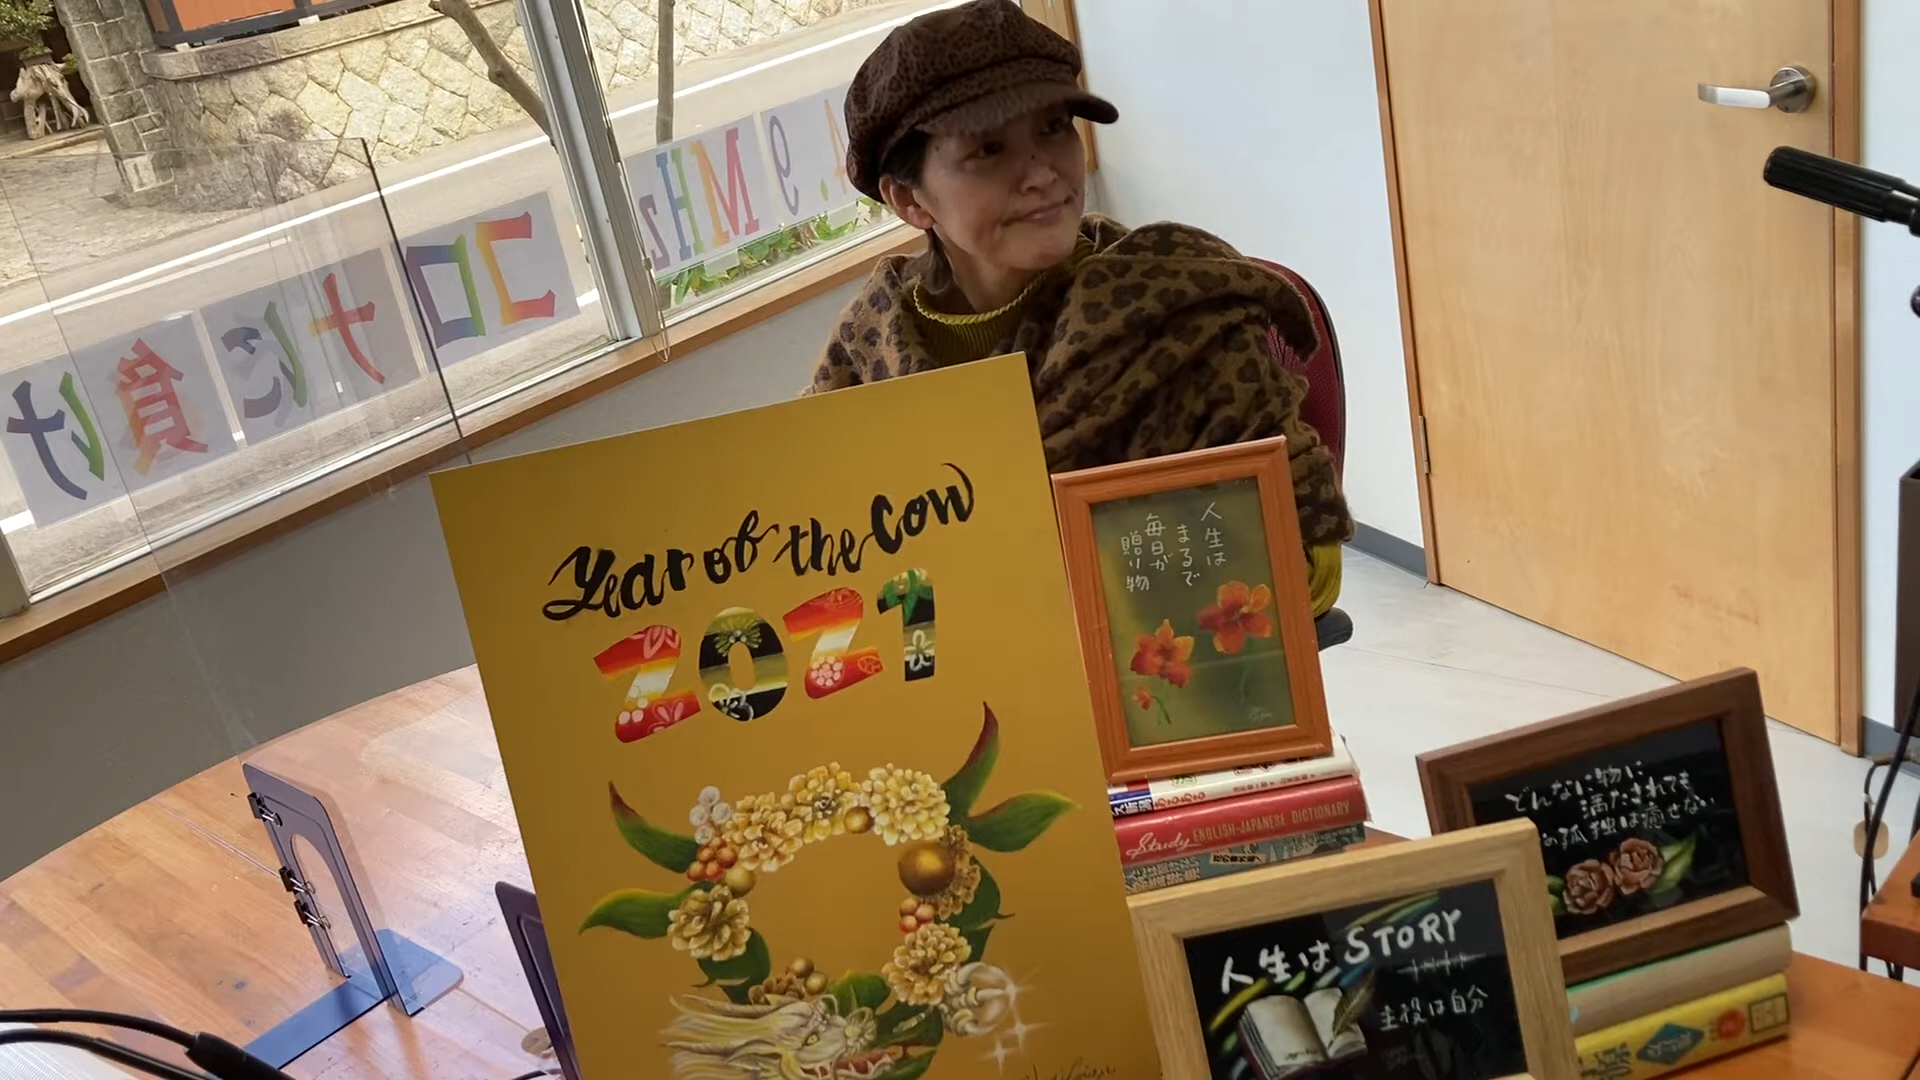 コロナに負け
4.9MHz
Year of the Cow
2021
人生は
まるで
毎日が
贈り物
Study ENGLISH-JAPANESE DICTIONARY
どんなに物に
満たされても
孤独は癒せない
人生はSTORY
主役は自分